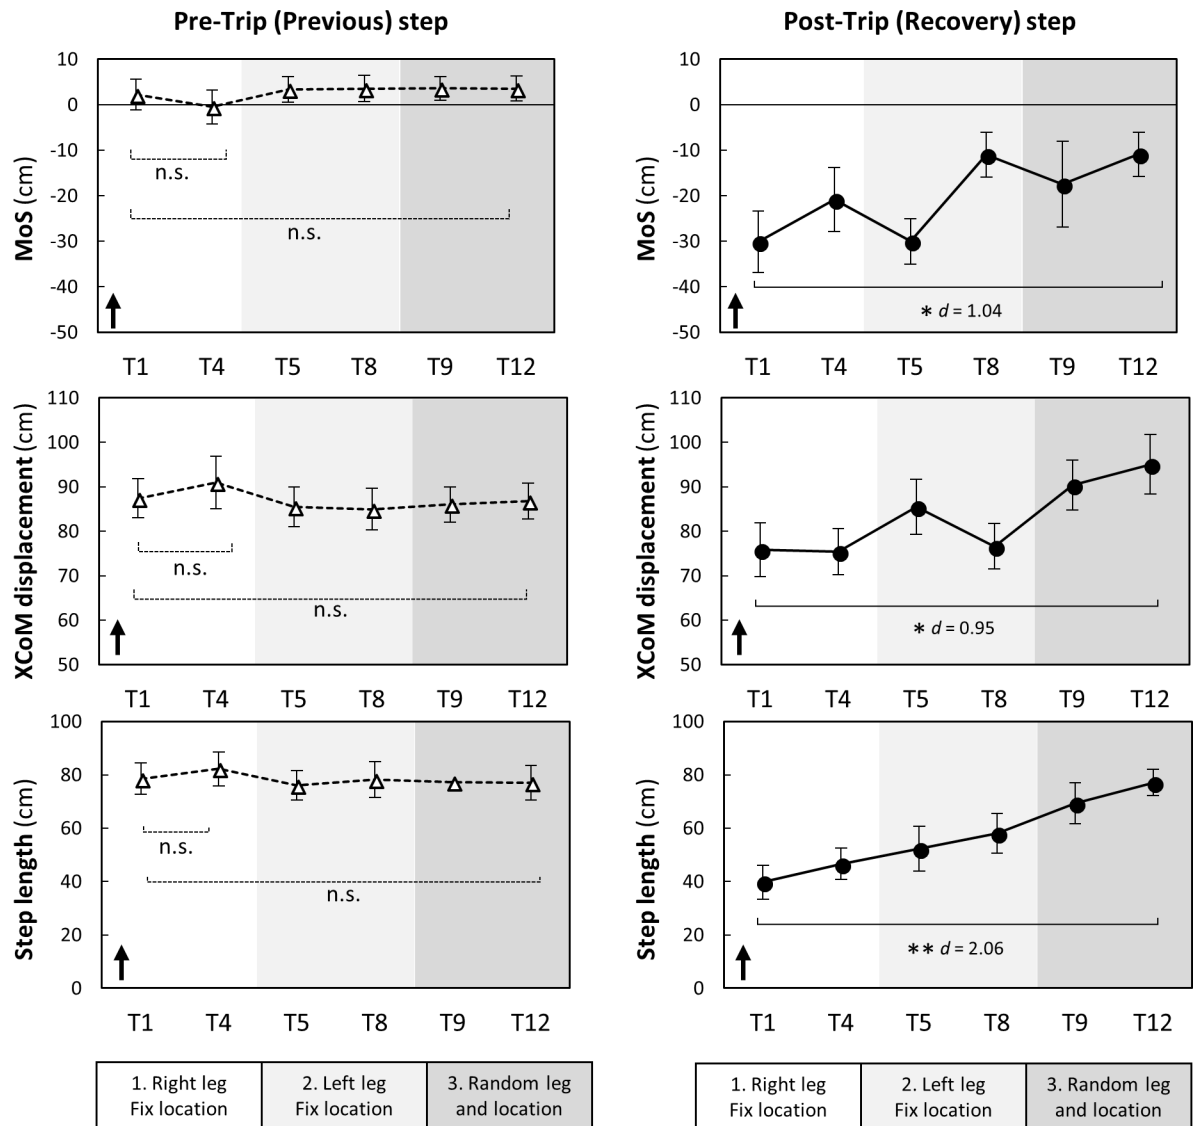 Pre-Trip (Previous) step
Post-Trip (Recovery) step
MoS (cm)
10
0
-10
-20
-30
-40
-50
n.s.
n.s.
T1 T4 T5 T8 T9 T12
MoS (cm)
10
0
-10
-20
-30
-40
-50
* d = 1.04
T1 T4 T5 T8 T9 T12
XCoM displacement (cm)
110
100
90
80
70
60
50
n.s.
n.s.
T1 T4 T5 T8 T9 T12
XCoM displacement (cm)
110
100
90
80
70
60
50
* d = 0.95
T1 T4 T5 T8 T9 T12
Step length (cm)
100
80
60
40
20
0
n.s.
n.s.
T1 T4 T5 T8 T9 T12
Step length (cm)
100
80
60
40
20
0
** d = 2.06
T1 T4 T5 T8 T9 T12
1. Right leg
Fix location
2. Left leg
Fix location
3. Random leg
and location
1. Right leg
Fix location
2. Left leg
Fix location
3. Random leg
and location